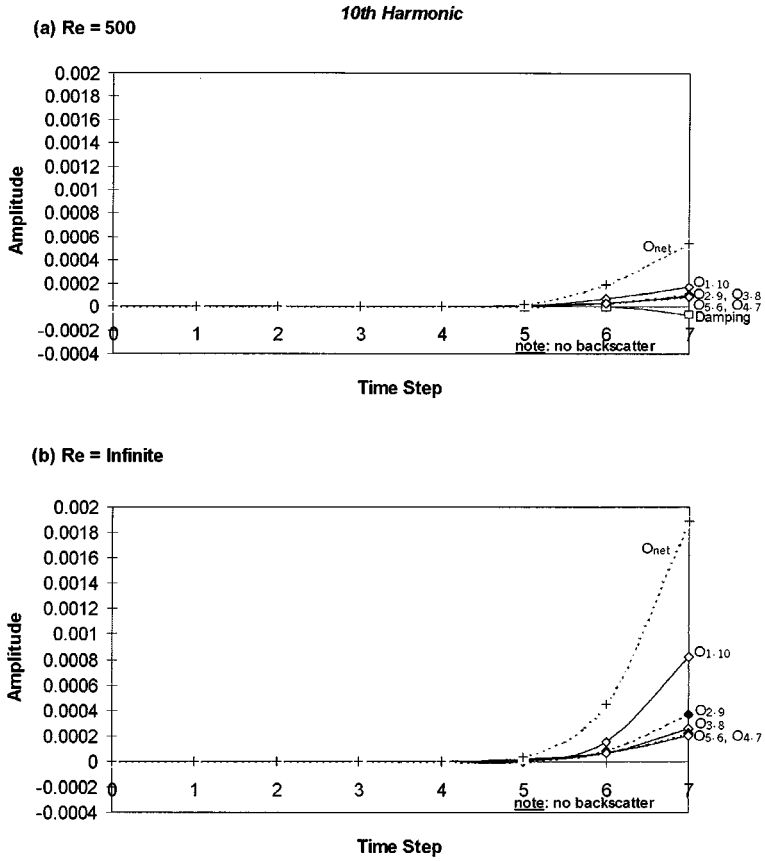 10th Harmonic
(a) Re = 500
0.002
0.0018
0.0016
0.0014
0.0012
0.001
0.0008
0.0006
0.0004
0.0002
0
-0.0002
-0.0004
Amplitude
Onet
O1-10
O2-9, O3-8
O5-6, O4-7
Damping
0 1 2 3 4 5 6 7
note: no backscatter
Time Step
(b) Re = Infinite
0.002
0.0018
0.0016
0.0014
0.0012
0.001
0.0008
0.0006
0.0004
0.0002
0
-0.0002
-0.0004
Amplitude
Onet
O1-10
O2-9
O3-8
O5-6, O4-7
0 1 2 3 4 5 6 7
note: no backscatter
Time Step